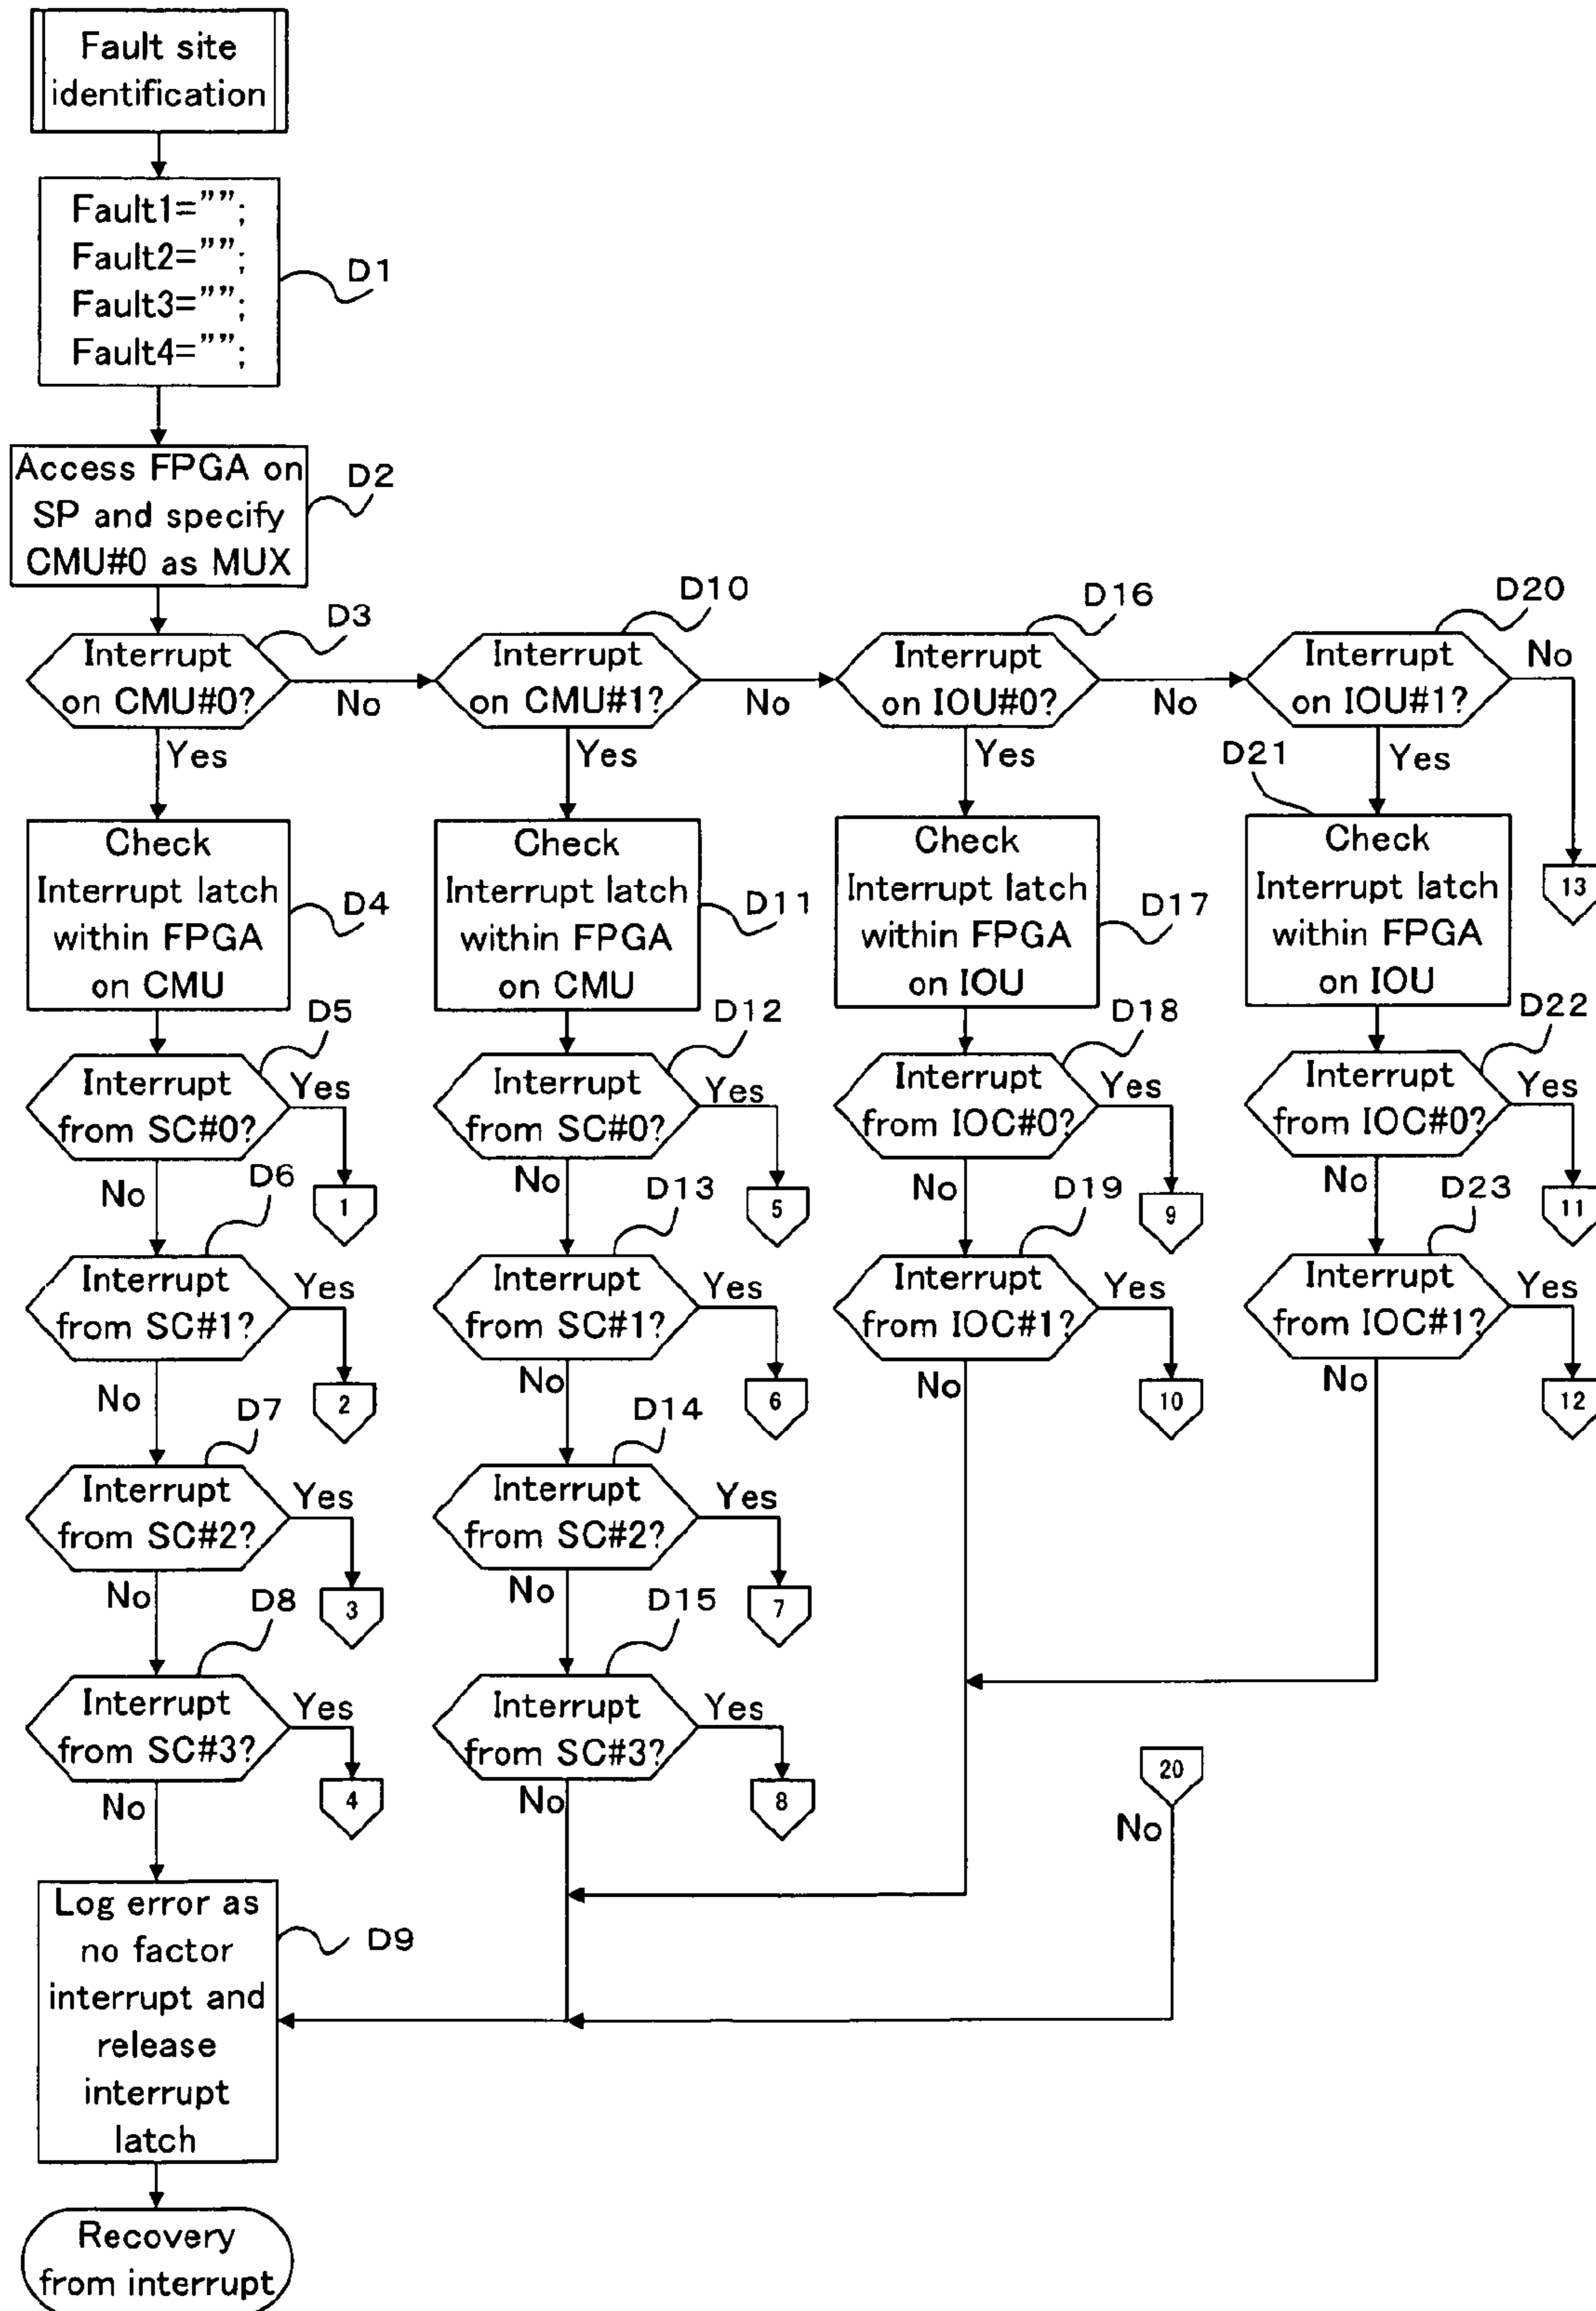 Fault site
identification
Fault1="";
Fault2="";
Fault3="";
Fault4="";
D1
Access FPGA on
SP and specify
CMU#0 as MUX
D2
Interrupt
on CMU#0?
D3
No
Yes
Interrupt
on CMU#1?
D10
No
Yes
Interrupt
on IOU#0?
D16
No
Yes
Interrupt
on IOU#1?
D20
No
Yes
13
Check
Interrupt latch
within FPGA
on CMU
D4
Interrupt
from SC#0?
D5
Yes
1
No
Interrupt
from SC#1?
D6
Yes
2
No
Interrupt
from SC#2?
D7
Yes
3
No
Interrupt
from SC#3?
D8
Yes
4
No
Log error as
no factor
interrupt and
release
interrupt
latch
D9
Recovery
from interrupt
Check
Interrupt latch
within FPGA
on CMU
D11
Interrupt
from SC#0?
D12
Yes
5
No
Interrupt
from SC#1?
D13
Yes
6
No
Interrupt
from SC#2?
D14
Yes
7
No
Interrupt
from SC#3?
D15
Yes
8
No
Check
Interrupt latch
within FPGA
on IOU
D17
Interrupt
from IOC#0?
D18
Yes
9
No
Interrupt
from IOC#1?
D19
Yes
10
No
D21
Check
Interrupt latch
within FPGA
on IOU
Interrupt
from IOC#0?
D22
Yes
11
No
Interrupt
from IOC#1?
D23
Yes
12
No
20
No